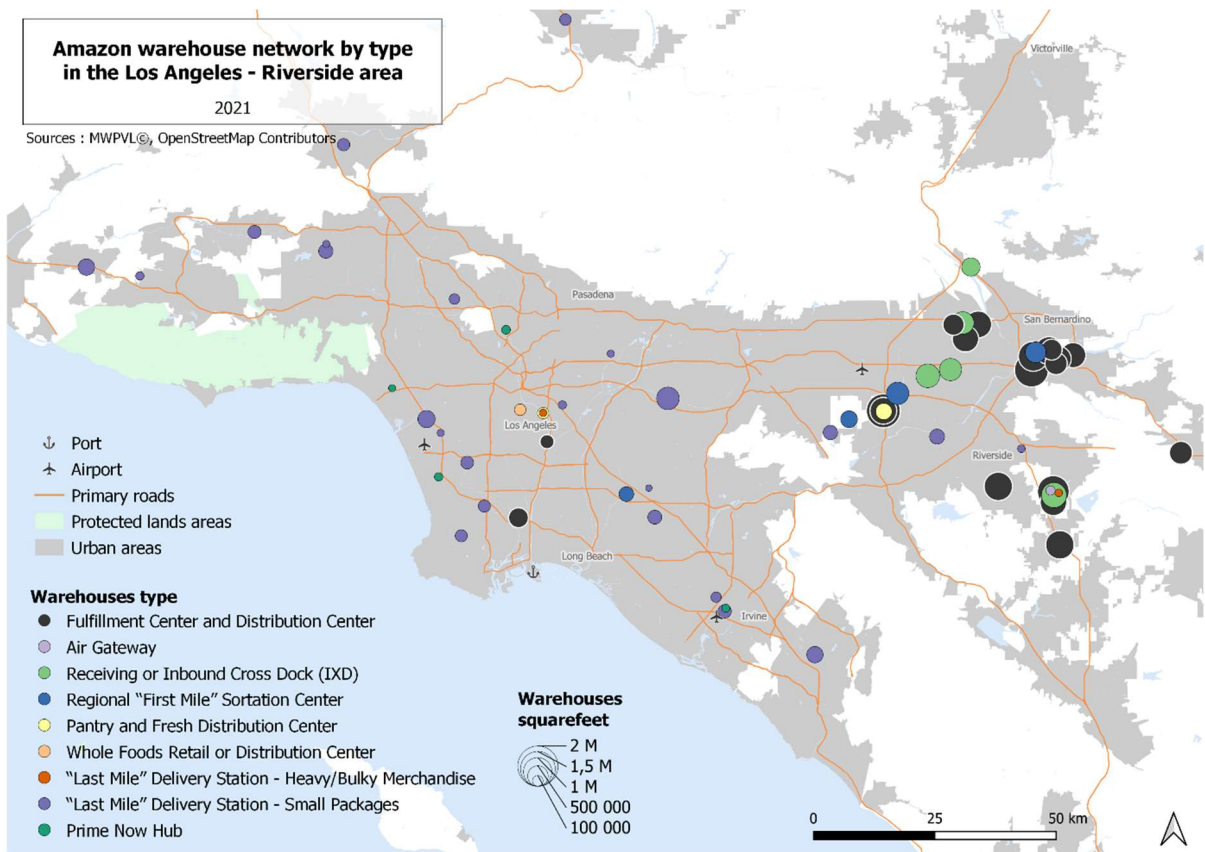 Amazon warehouse network by type
in the Los Angeles - Riverside area
2021
Sources : MWPVL©, OpenStreetMap Contributors
Victorville
Pasadena
San Bernardino
Los Angeles
Riverside
Long Beach
Irvine
Port
Airport
Primary roads
Protected lands areas
Urban areas
Warehouses type
Fulfillment Center and Distribution Center
Air Gateway
Receiving or Inbound Cross Dock (IXD)
Regional “First Mile” Sortation Center
Pantry and Fresh Distribution Center
Whole Foods Retail or Distribution Center
“Last Mile” Delivery Station - Heavy/Bulky Merchandise
“Last Mile” Delivery Station - Small Packages
Prime Now Hub
Warehouses
squarefeet
2 M
1,5 M
1 M
500 000
100 000
0 25 50 km